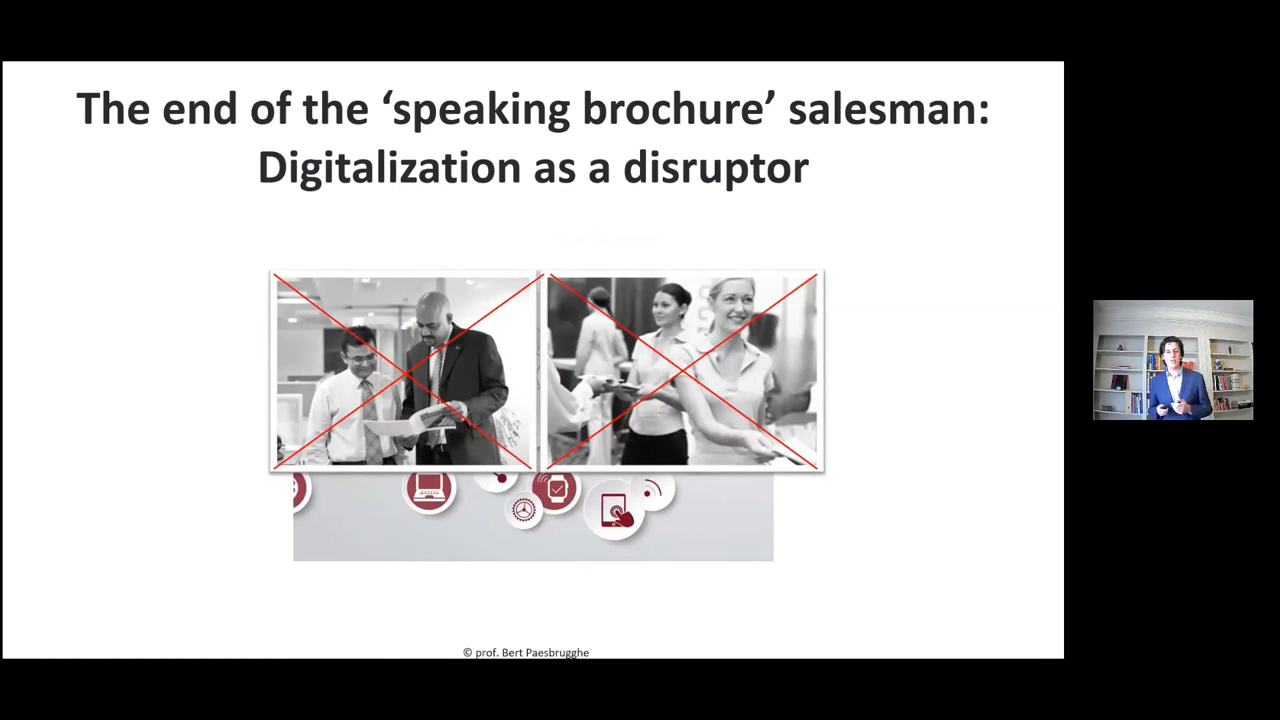 The end of the ‘speaking brochure’ salesman:
Digitalization as a disruptor
© prof. Bert Paesbrugghe